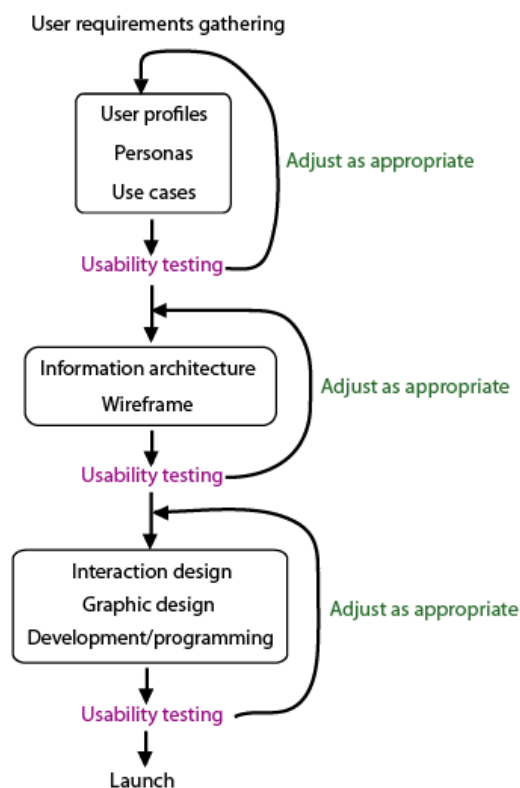 User requirements gathering
User profiles
Personas
Adjust as appropriate
Use cases
Usability testing
Information architecture
Adjust as appropriate
Wireframe
Usability testing
Interaction design
Graphic design
Adjust as appropriate
Development/programming
Usability testing
Launch